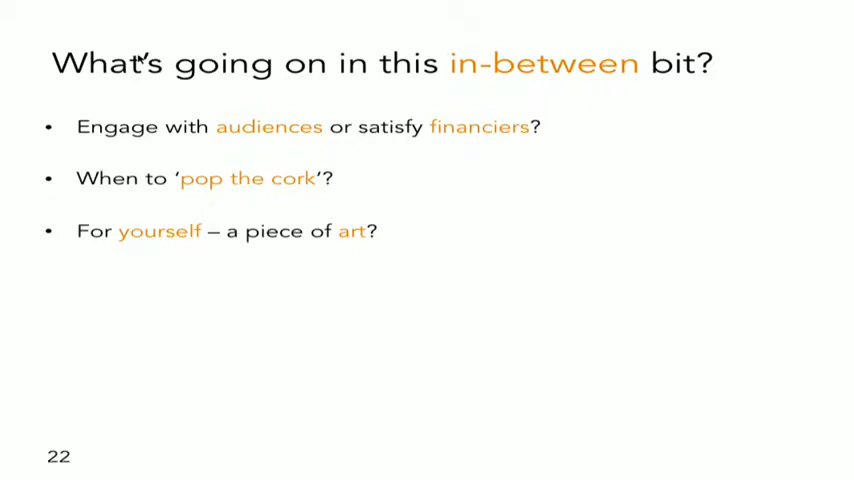 What's going on in this in-between bit?
• Engage with audiences or satisfy financiers?
• When to ‘pop the cork’?
• For yourself – a piece of art?
22